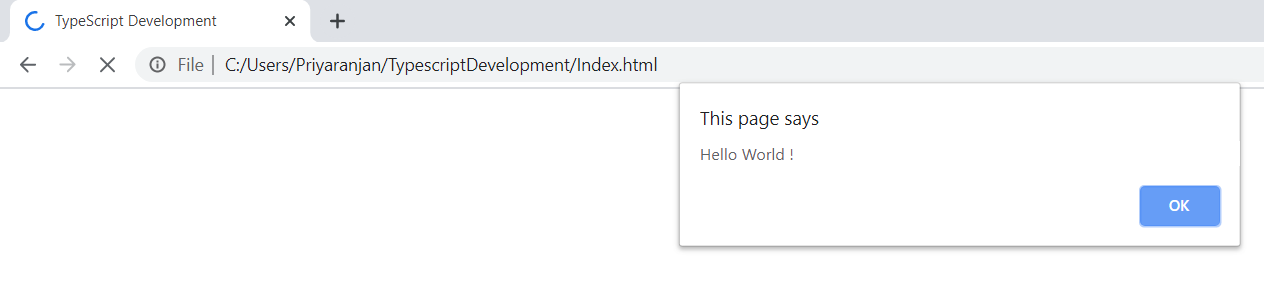 TypeScript Development
File | C:/Users/Priyaranjan/TypescriptDevelopment/Index.html
This page says
Hello World !
OK